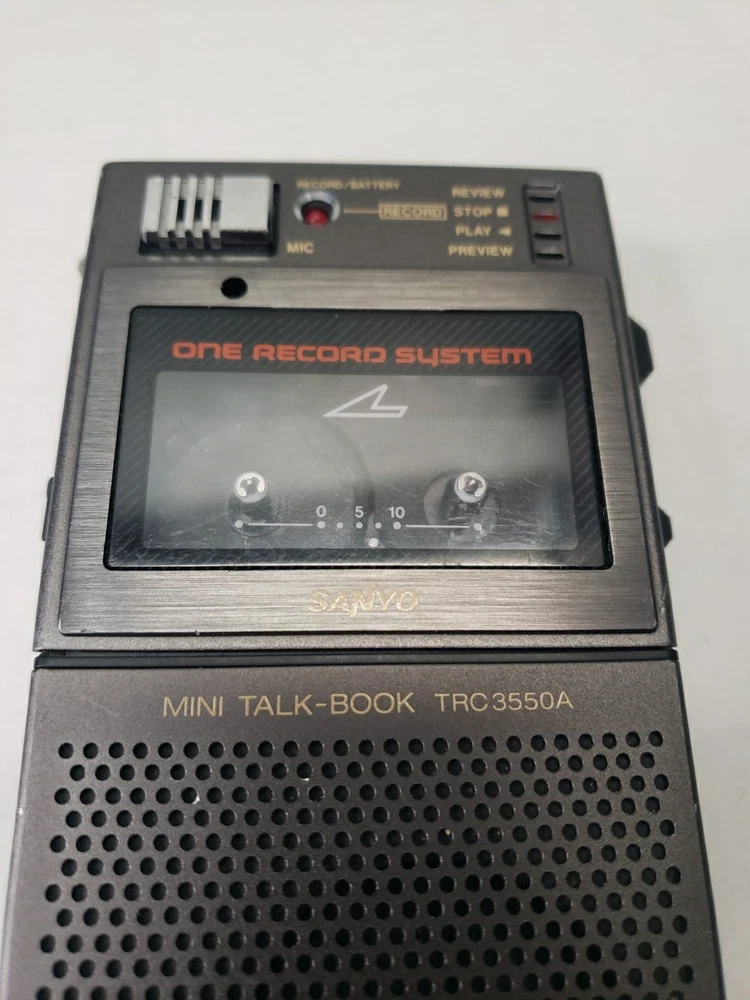 RECORD/BATTERY
RECORD
MIC
REVIEW
STOP ■
PLAY ◀
PREVIEW
ONE RECORD SYSTEM
0 5 10
SANYO
MINI TALK-BOOK TRC3550A